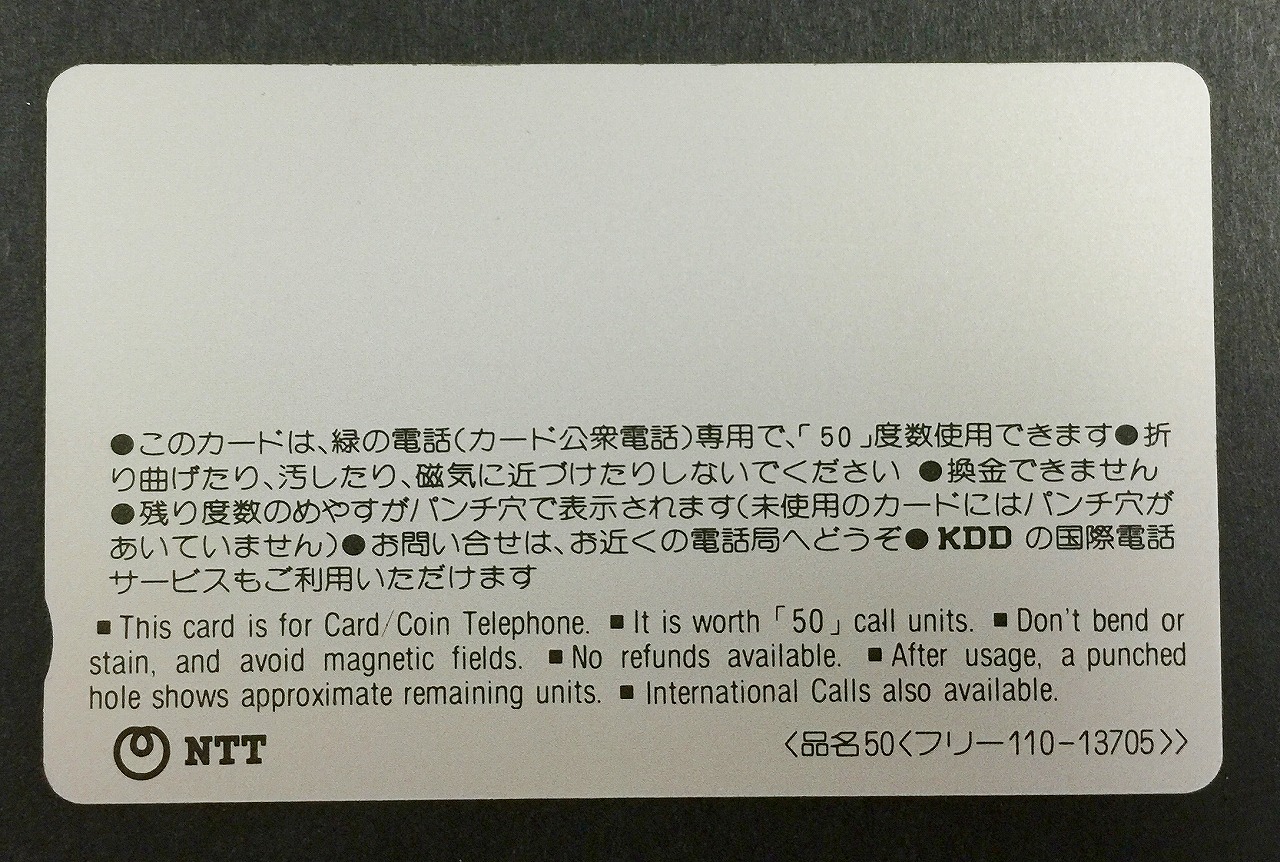 ●このカードは、緑の電話(カード公衆電話)専用で、「50」度数使用できます●折
り曲げたり、汚したり、磁気に近づけたりしないでください ●換金できません
●残り度数のめやすがパンチ穴で表示されます(未使用のカードにはパンチ穴が
あいていません)●お問い合せは、お近くの電話局へどうぞ●KDDの国際電話
サービスもご利用いただけます
■This card is for Card/Coin Telephone. ■It is worth「50」call units. ■Don't bend or
stain, and avoid magnetic fields. ■No refunds available. ■After usage, a punched
hole shows approximate remaining units. ■International Calls also available.
NTT 〈品名50〈フリー110-13705〉〉